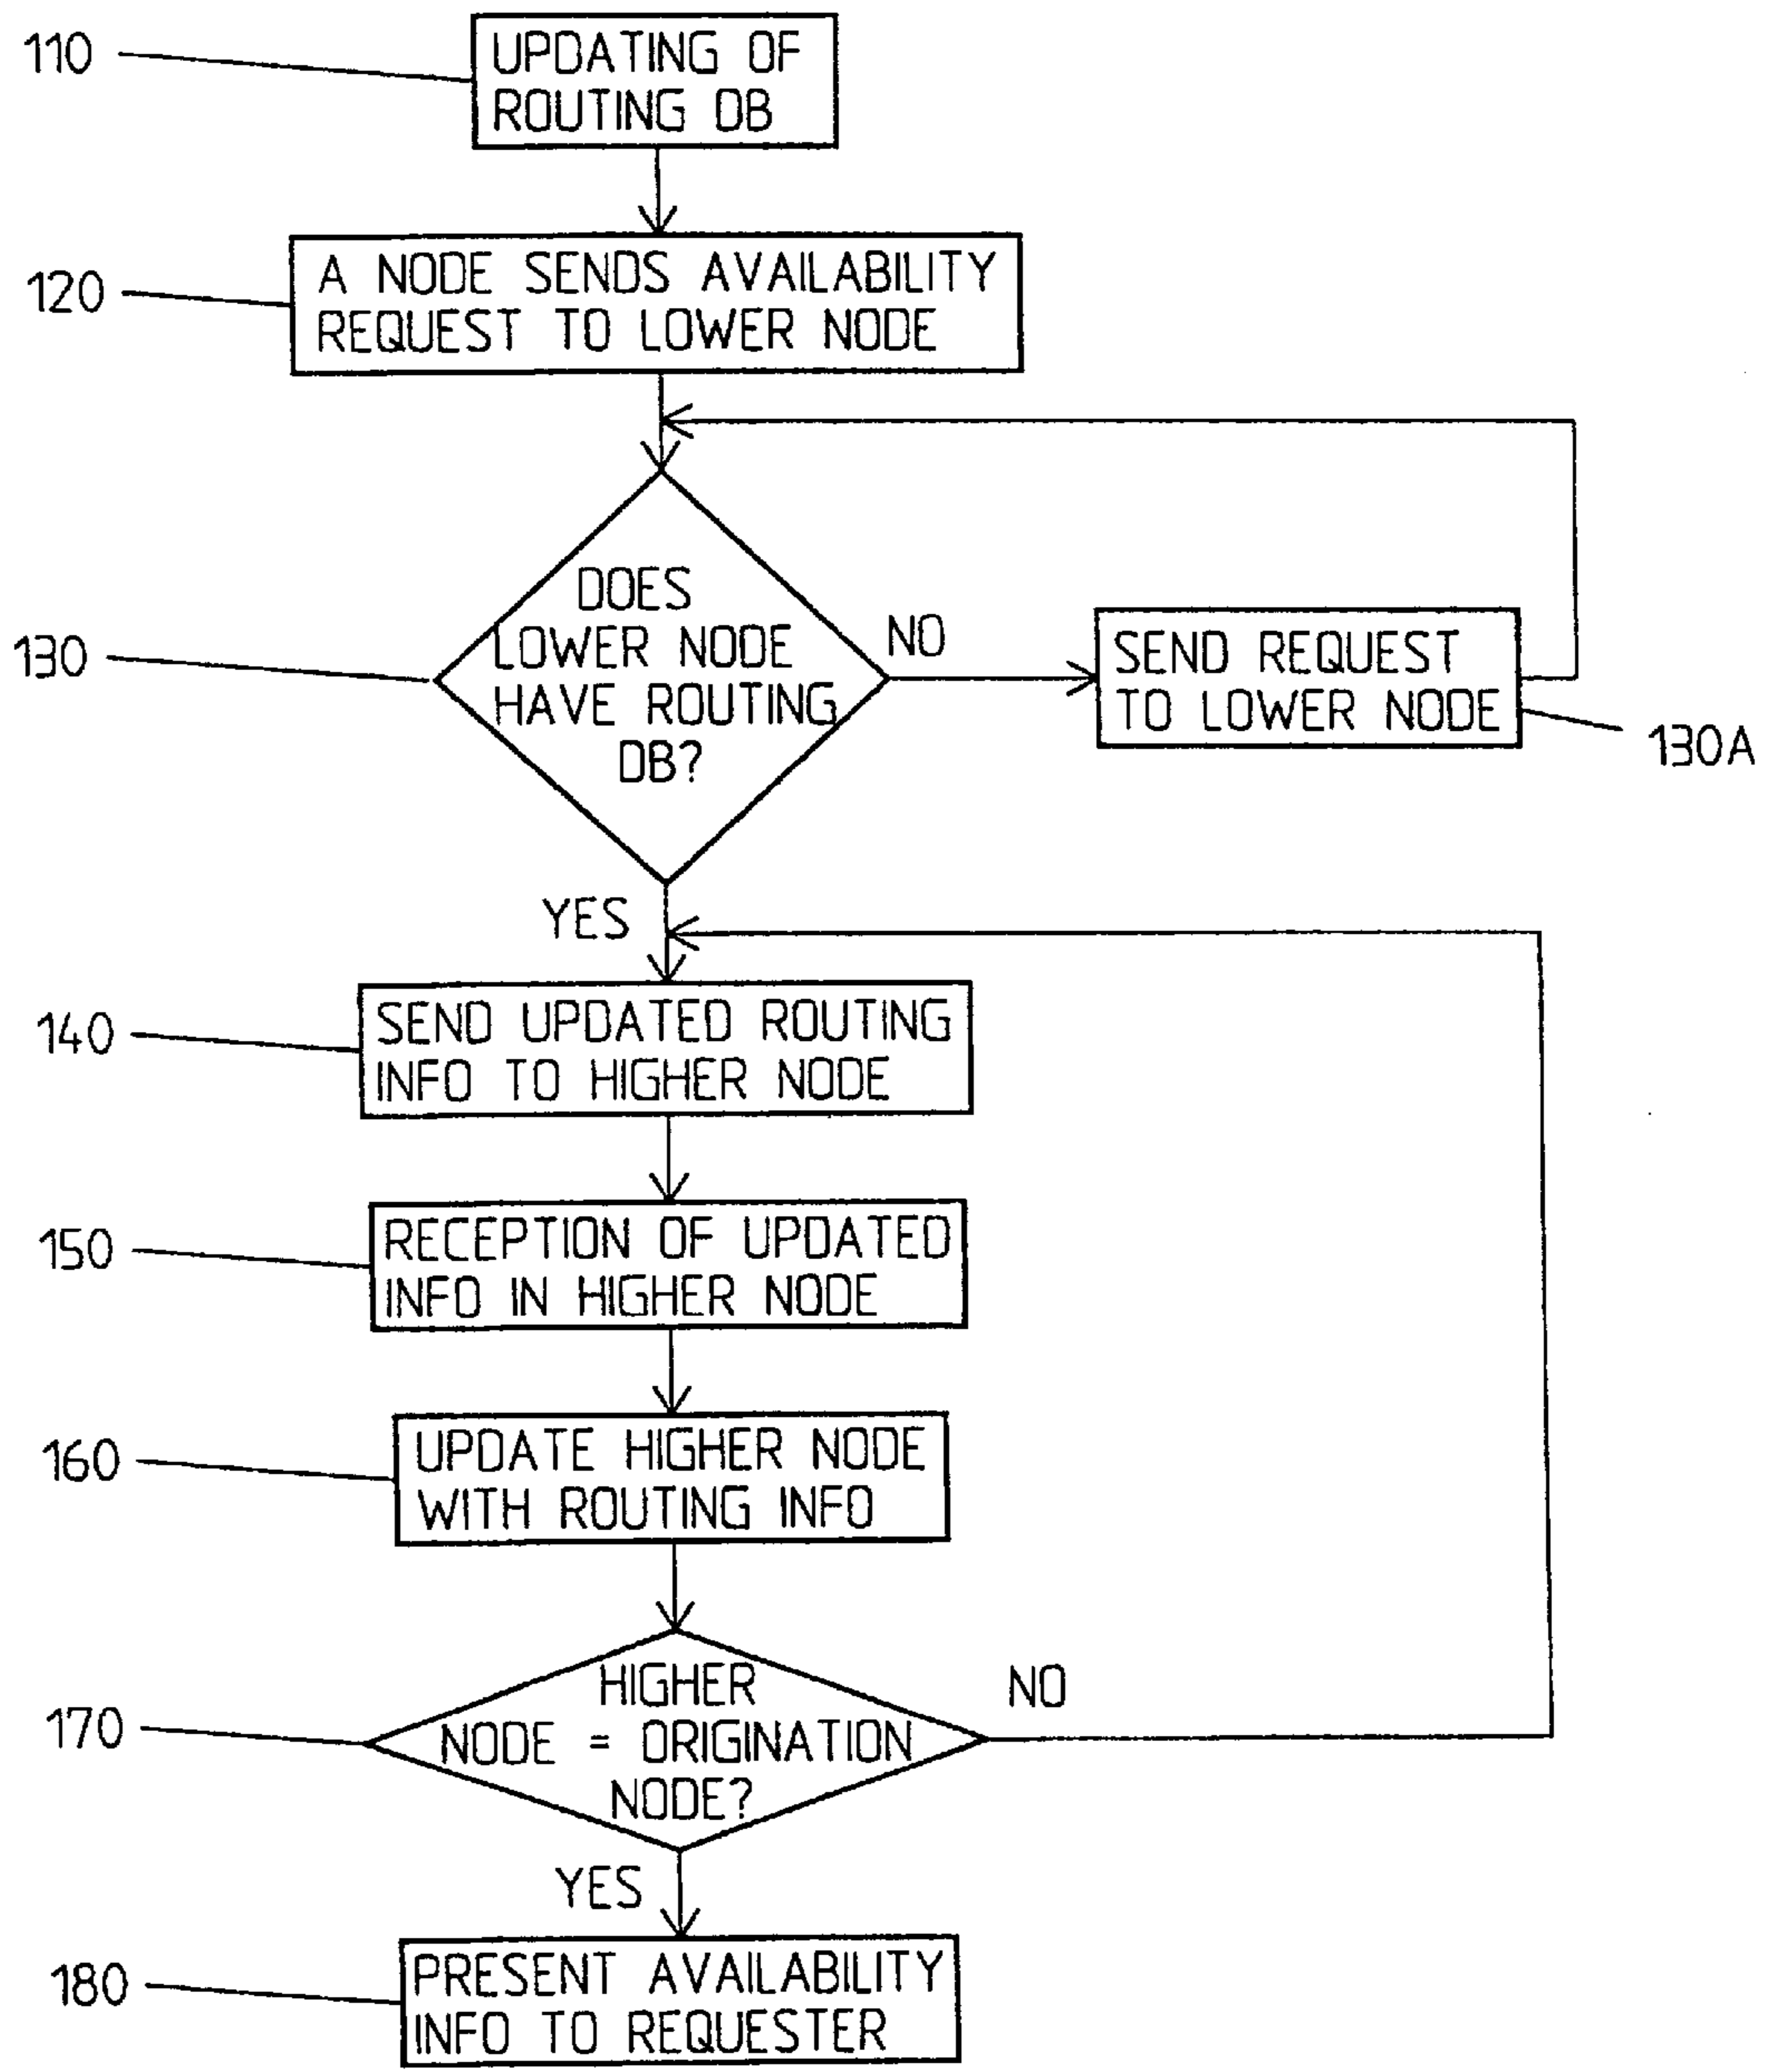 110
UPDATING OF
ROUTING DB
120
A NODE SENDS AVAILABILITY
REQUEST TO LOWER NODE
130
DOES
LOWER NODE
HAVE ROUTING
DB?
NO
SEND REQUEST
TO LOWER NODE
130A
YES
140
SEND UPDATED ROUTING
INFO TO HIGHER NODE
150
RECEPTION OF UPDATED
INFO IN HIGHER NODE
160
UPDATE HIGHER NODE
WITH ROUTING INFO
170
HIGHER
NODE = ORIGINATION
NODE?
NO
YES
180
PRESENT AVAILABILITY
INFO TO REQUESTER